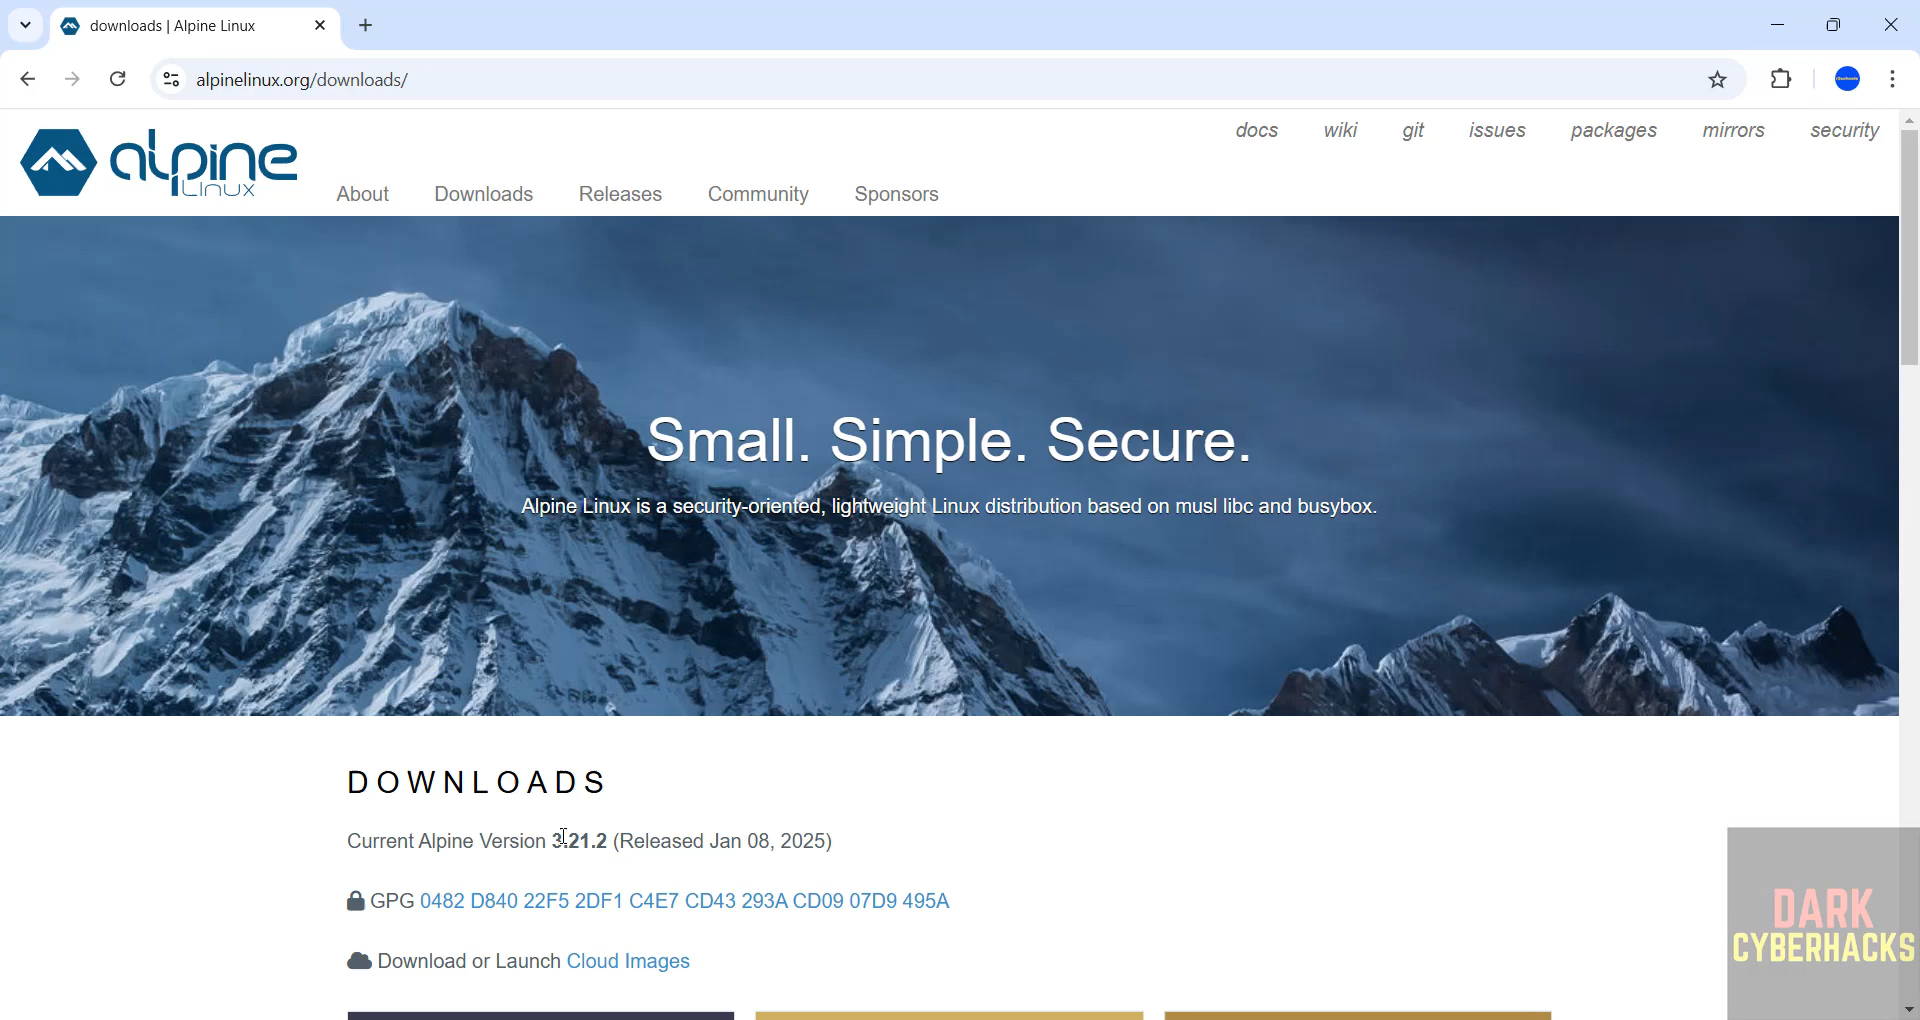 downloads | Alpine Linux
alpinelinux.org/downloads/
docs wiki git issues packages mirrors security
alpine
Linux
About Downloads Releases Community Sponsors
Small. Simple. Secure.
Alpine Linux is a security-oriented, lightweight Linux distribution based on musl libc and busybox.
DOWNLOADS
Current Alpine Version 3.21.2 (Released Jan 08, 2025)
GPG 0482 D840 22F5 2DF1 C4E7 CD43 293A CD09 07D9 495A
Download or Launch Cloud Images
DARK
CYBERHACKS